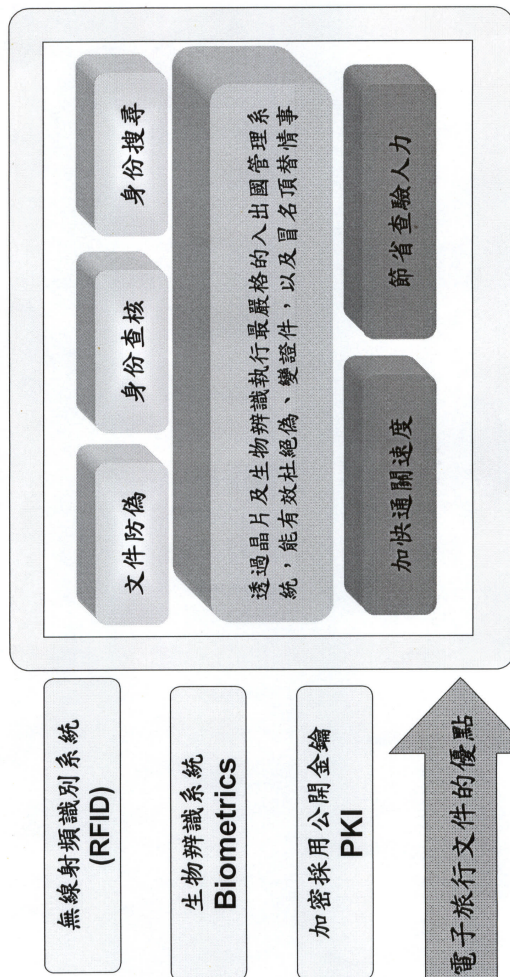 無線射頻識別系統
(RFID)
生物辨識系統
Biometrics
加密採用公開金鑰
PKI
電子旅行文件的優點
文件防偽
身份查核
身份搜尋
透過晶片及生物辨識執行最嚴格的入出國管理系
統，能有效杜絕偽、變證件，以及冒名頂替情事
加快通關速度
節省查驗人力